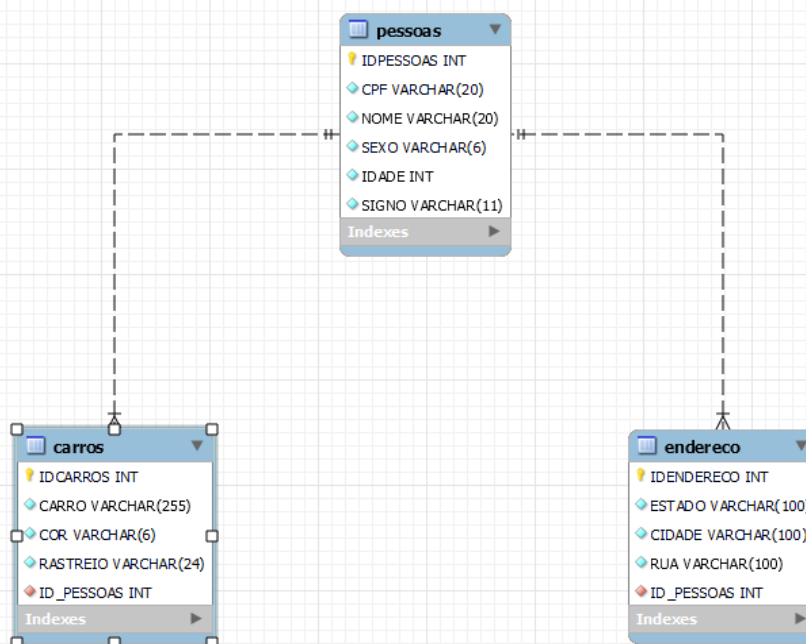 pessoas
IDPESSOAS INT
CPF VARCHAR(20)
NOME VARCHAR(20)
SEXO VARCHAR(6)
IDADE INT
SIGNO VARCHAR(11)
Indexes
carros
IDCARROS INT
CARRO VARCHAR(255)
COR VARCHAR(6)
RASTREIO VARCHAR(24)
ID_PESSOAS INT
Indexes
endereco
IDENDERECO INT
ESTADO VARCHAR(100)
CIDADE VARCHAR(100)
RUA VARCHAR(100)
ID_PESSOAS INT
Indexes